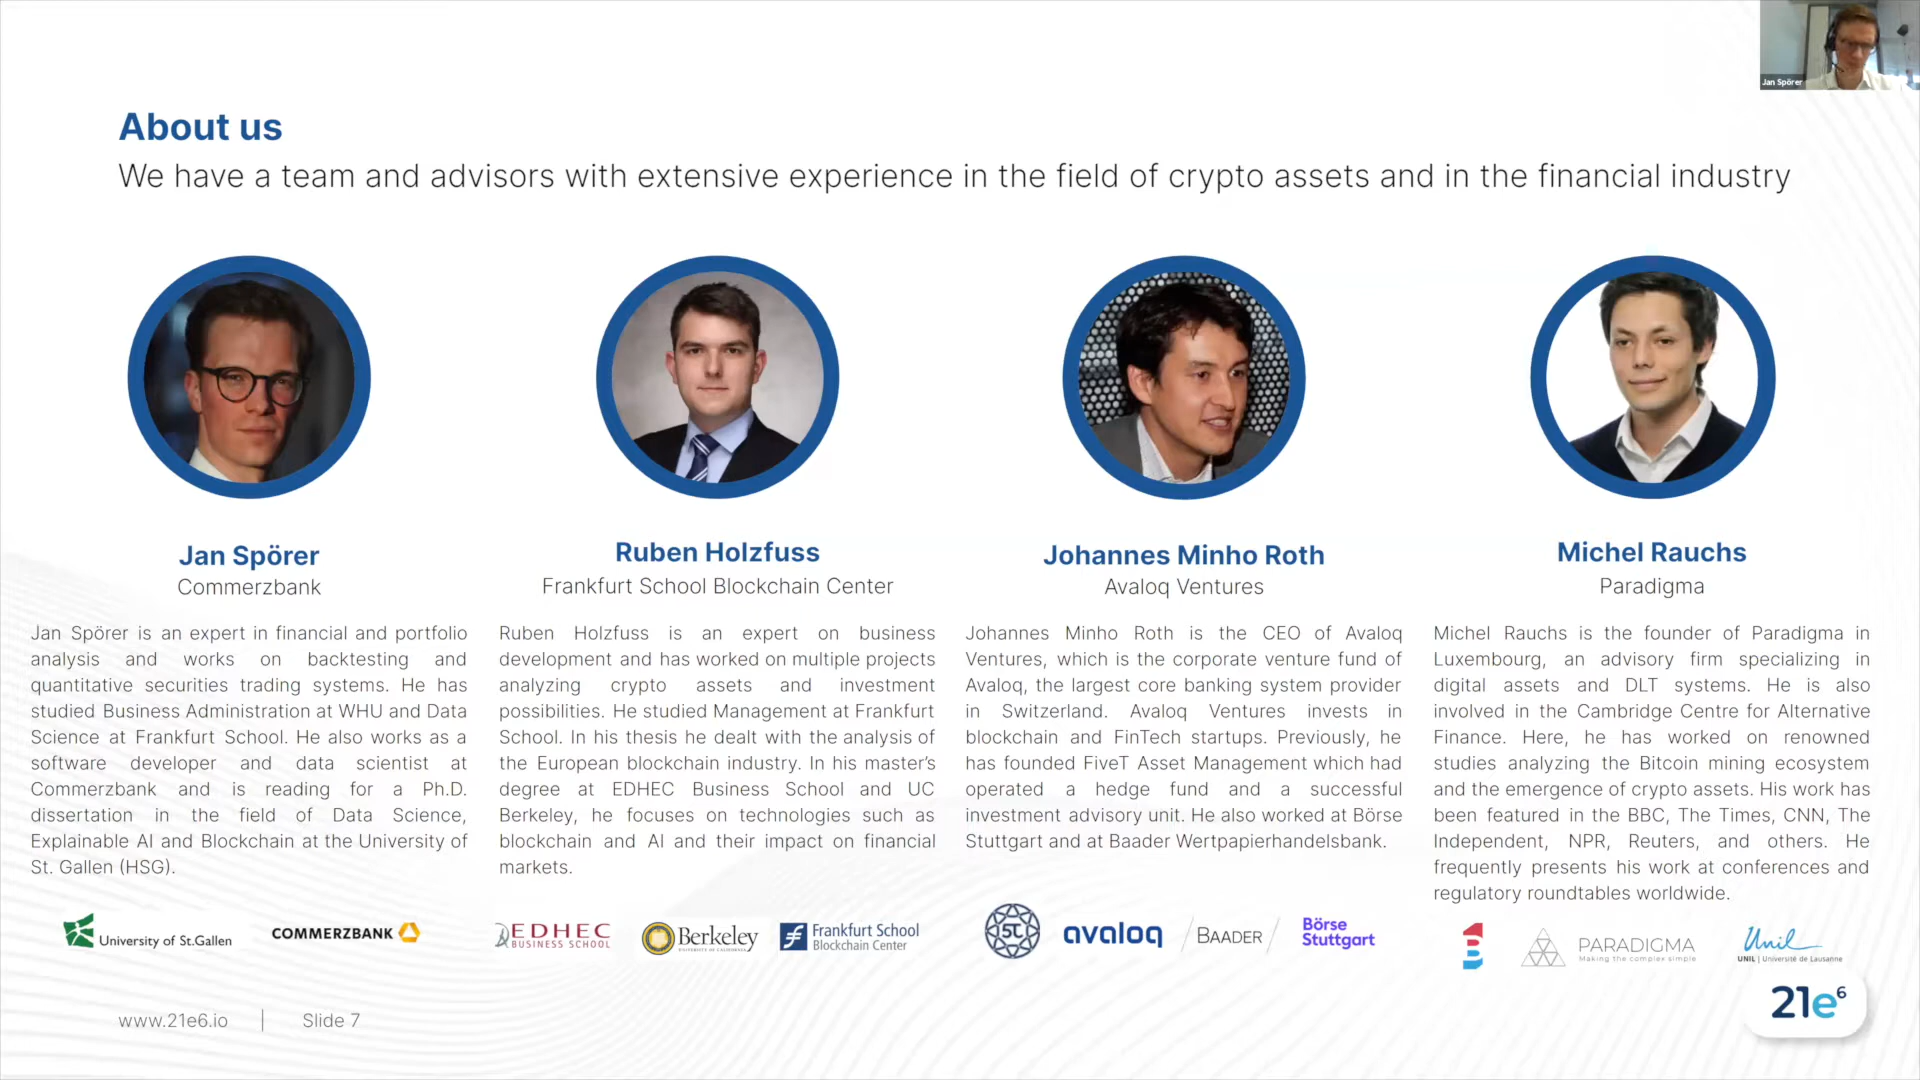 Jan Spörer
About us
We have a team and advisors with extensive experience in the field of crypto assets and in the financial industry
Jan Spörer
Commerzbank
Jan Spörer is an expert in financial and portfolio
analysis and works on backtesting and
quantitative securities trading systems. He has
studied Business Administration at WHU and Data
Science at Frankfurt School. He also works as a
software developer and data scientist at
Commerzbank and is reading for a Ph.D.
dissertation in the field of Data Science,
Explainable AI and Blockchain at the University of
St. Gallen (HSG).
University of St.Gallen
COMMERZBANK
Ruben Holzfuss
Frankfurt School Blockchain Center
Ruben Holzfuss is an expert on business
development and has worked on multiple projects
analyzing crypto assets and investment
possibilities. He studied Management at Frankfurt
School. In his thesis he dealt with the analysis of
the European blockchain industry. In his master's
degree at EDHEC Business School and UC
Berkeley, he focuses on technologies such as
blockchain and AI and their impact on financial
markets.
EDHEC
BUSINESS SCHOOL
Berkeley
UNIVERSITY OF CALIFORNIA
Frankfurt School
Blockchain Center
Johannes Minho Roth
Avaloq Ventures
Johannes Minho Roth is the CEO of Avaloq
Ventures, which is the corporate venture fund of
Avaloq, the largest core banking system provider
in Switzerland. Avaloq Ventures invests in
blockchain and FinTech startups. Previously, he
has founded FiveT Asset Management which had
operated a hedge fund and a successful
investment advisory unit. He also worked at Börse
Stuttgart and at Baader Wertpapierhandelsbank.
5T
avaloq
BAADER
Börse
Stuttgart
Michel Rauchs
Paradigma
Michel Rauchs is the founder of Paradigma in
Luxembourg, an advisory firm specializing in
digital assets and DLT systems. He is also
involved in the Cambridge Centre for Alternative
Finance. Here, he has worked on renowned
studies analyzing the Bitcoin mining ecosystem
and the emergence of crypto assets. His work has
been featured in the BBC, The Times, CNN, The
Independent, NPR, Reuters, and others. He
frequently presents his work at conferences and
regulatory roundtables worldwide.
PARADIGMA
Making the complex simple
Unil
UNIL | Université de Lausanne
www.21e6.io | Slide 7
21e6